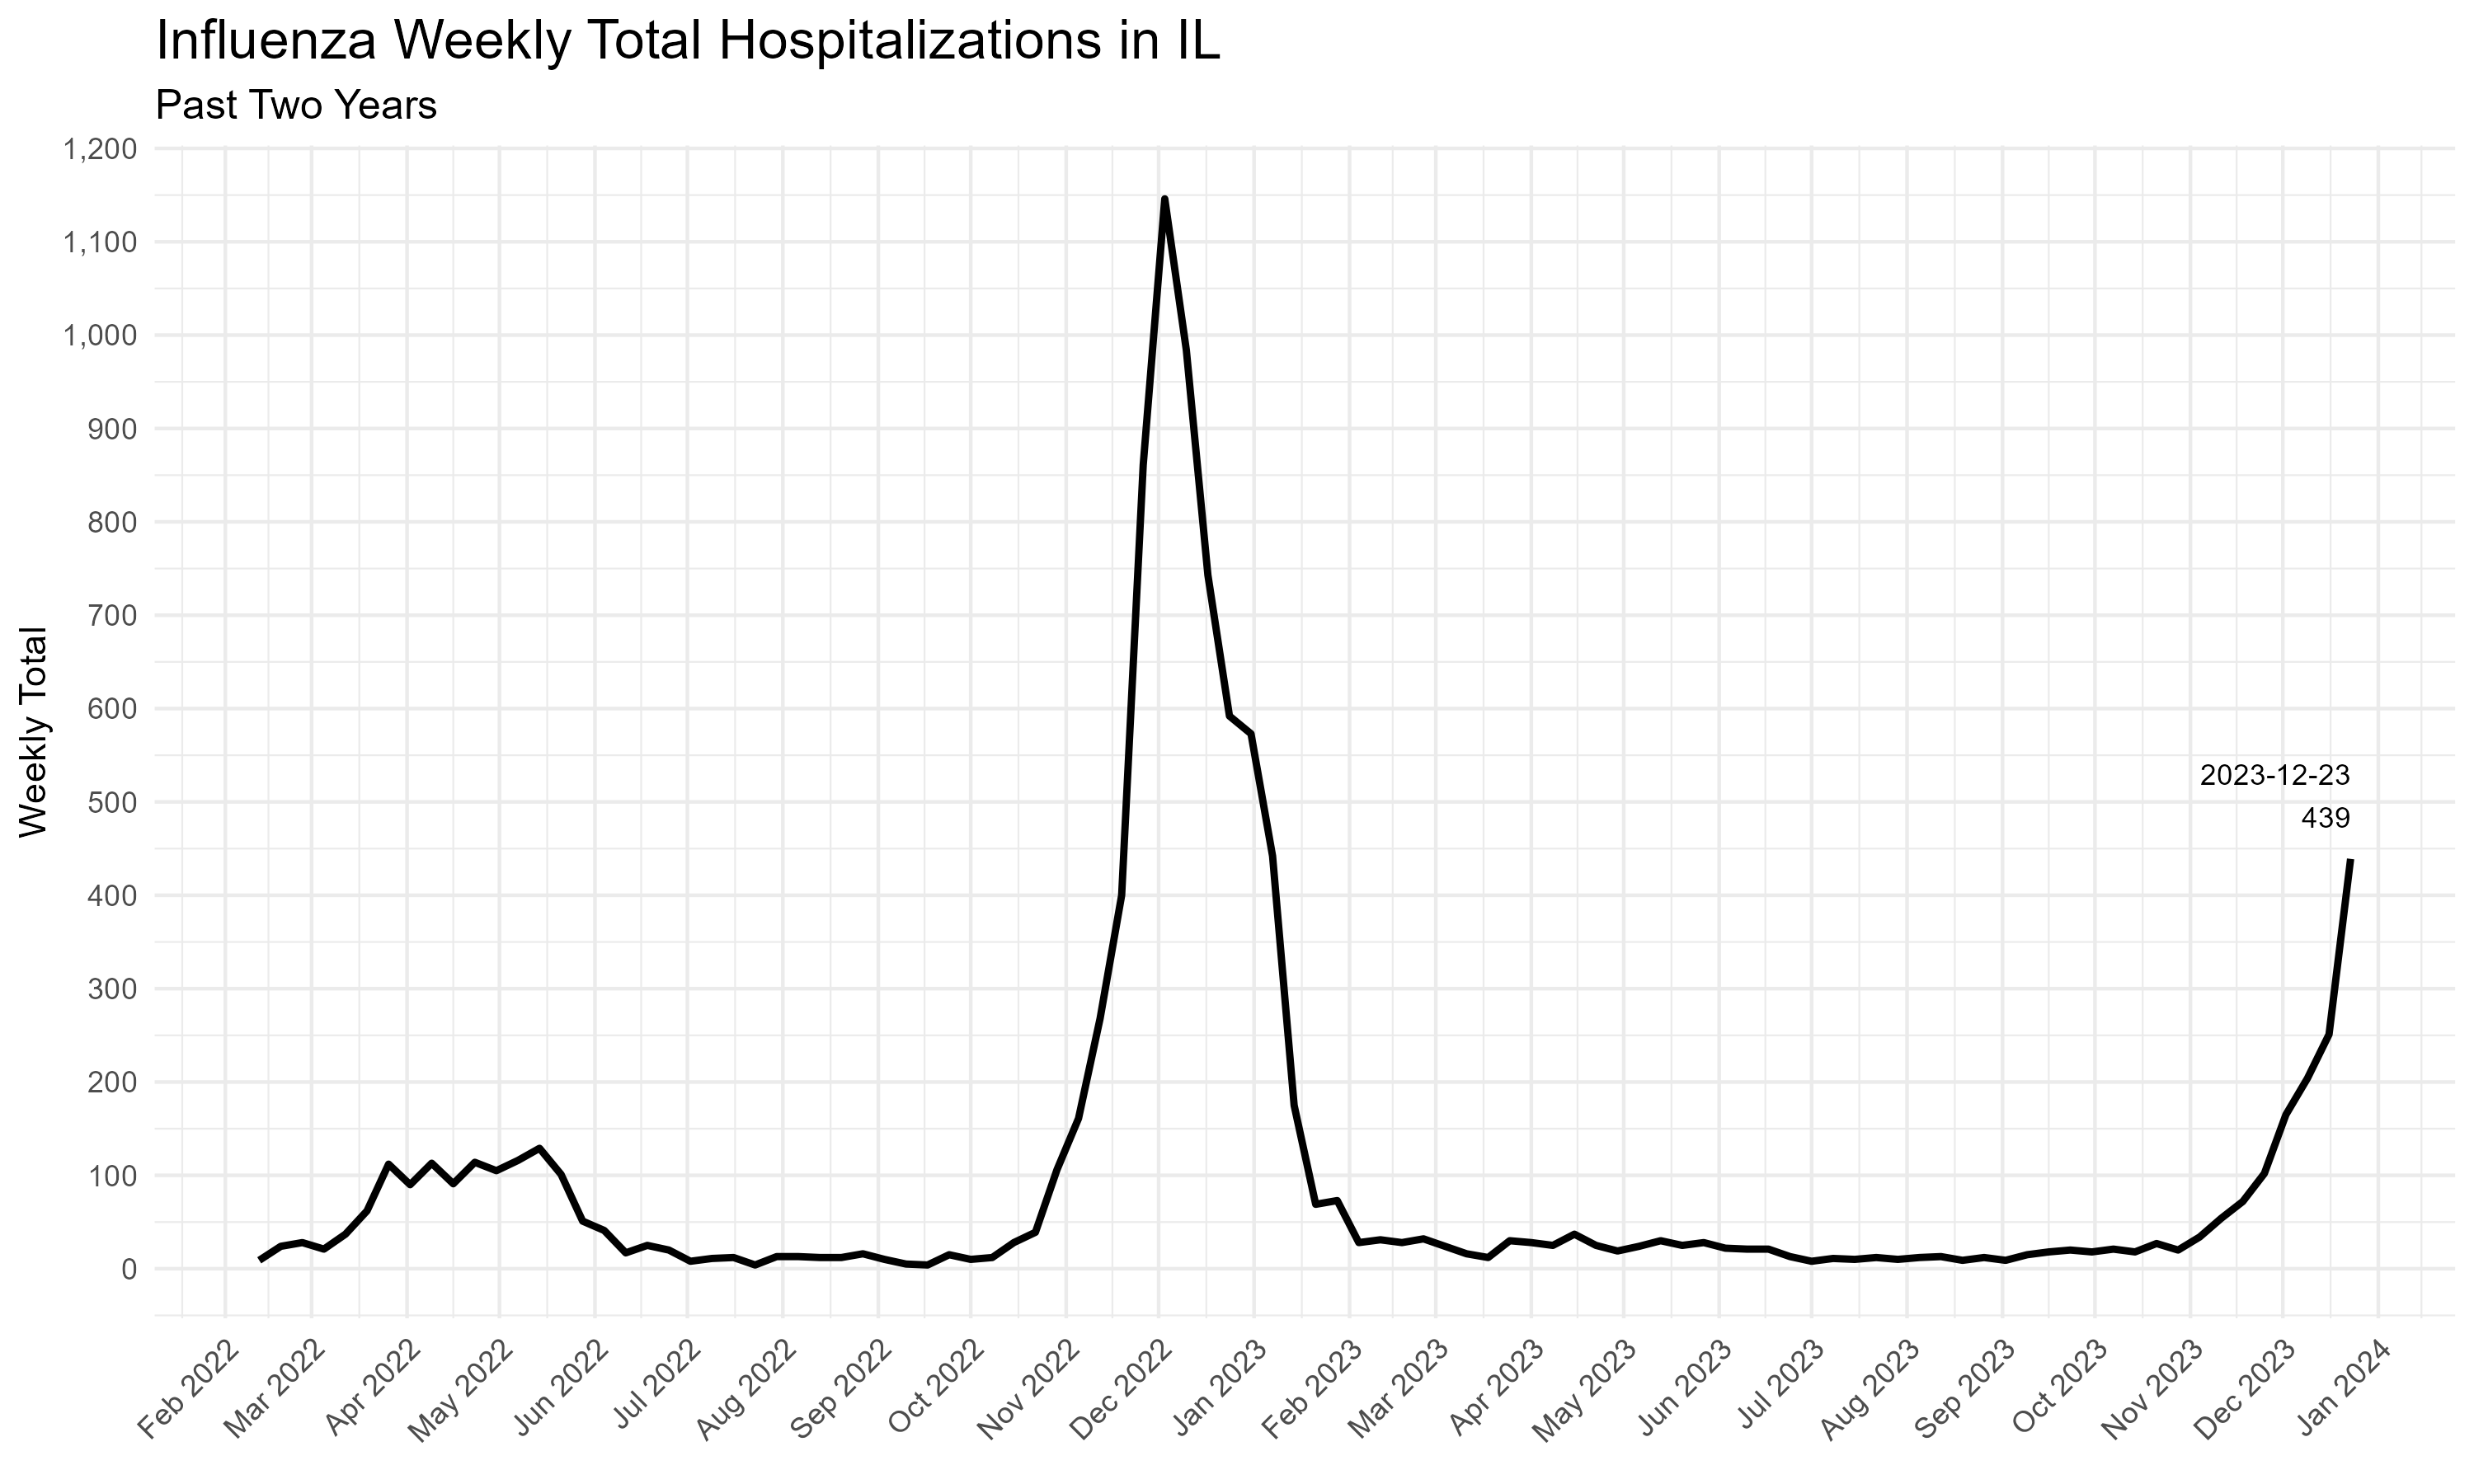 Influenza Weekly Total Hospitalizations in IL
Past Two Years
Weekly Total
1,200
1,100
1,000
900
800
700
600
500
400
300
200
100
0
2023-12-23
439
Feb 2022
Mar 2022
Apr 2022
May 2022
Jun 2022
Jul 2022
Aug 2022
Sep 2022
Oct 2022
Nov 2022
Dec 2022
Jan 2023
Feb 2023
Mar 2023
Apr 2023
May 2023
Jun 2023
Jul 2023
Aug 2023
Sep 2023
Oct 2023
Nov 2023
Dec 2023
Jan 2024